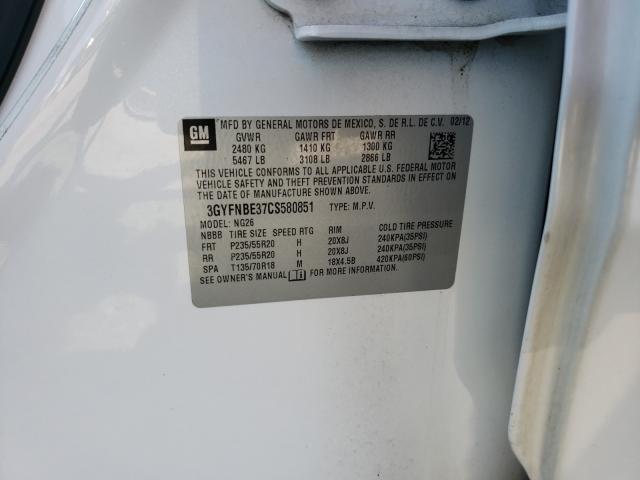 GM MFD BY GENERAL MOTORS DE MEXICO, S. DE R.L. DE C.V. 02/12
GVWR GAWR FRT GAWR RR
2480 KG 1410 KG 1300 KG
5467 LB 3108 LB 2866 LB
THIS VEHICLE CONFORMS TO ALL APPLICABLE U.S. FEDERAL MOTOR
VEHICLE SAFETY AND THEFT PREVENTION STANDARDS IN EFFECT ON
THE DATE OF MANUFACTURE SHOWN ABOVE.
3GYFNBE37CS580851 TYPE: M.P.V.
MODEL: NG26
NBBB TIRE SIZE SPEED RTG RIM COLD TIRE PRESSURE
FRT P235/55R20 H 20X8J 240KPA(35PSI)
RR P235/55R20 H 20X8J 240KPA(35PSI)
SPA T135/70R18 M 18X4.5B 420KPA(60PSI)
SEE OWNER'S MANUAL FOR MORE INFORMATION.